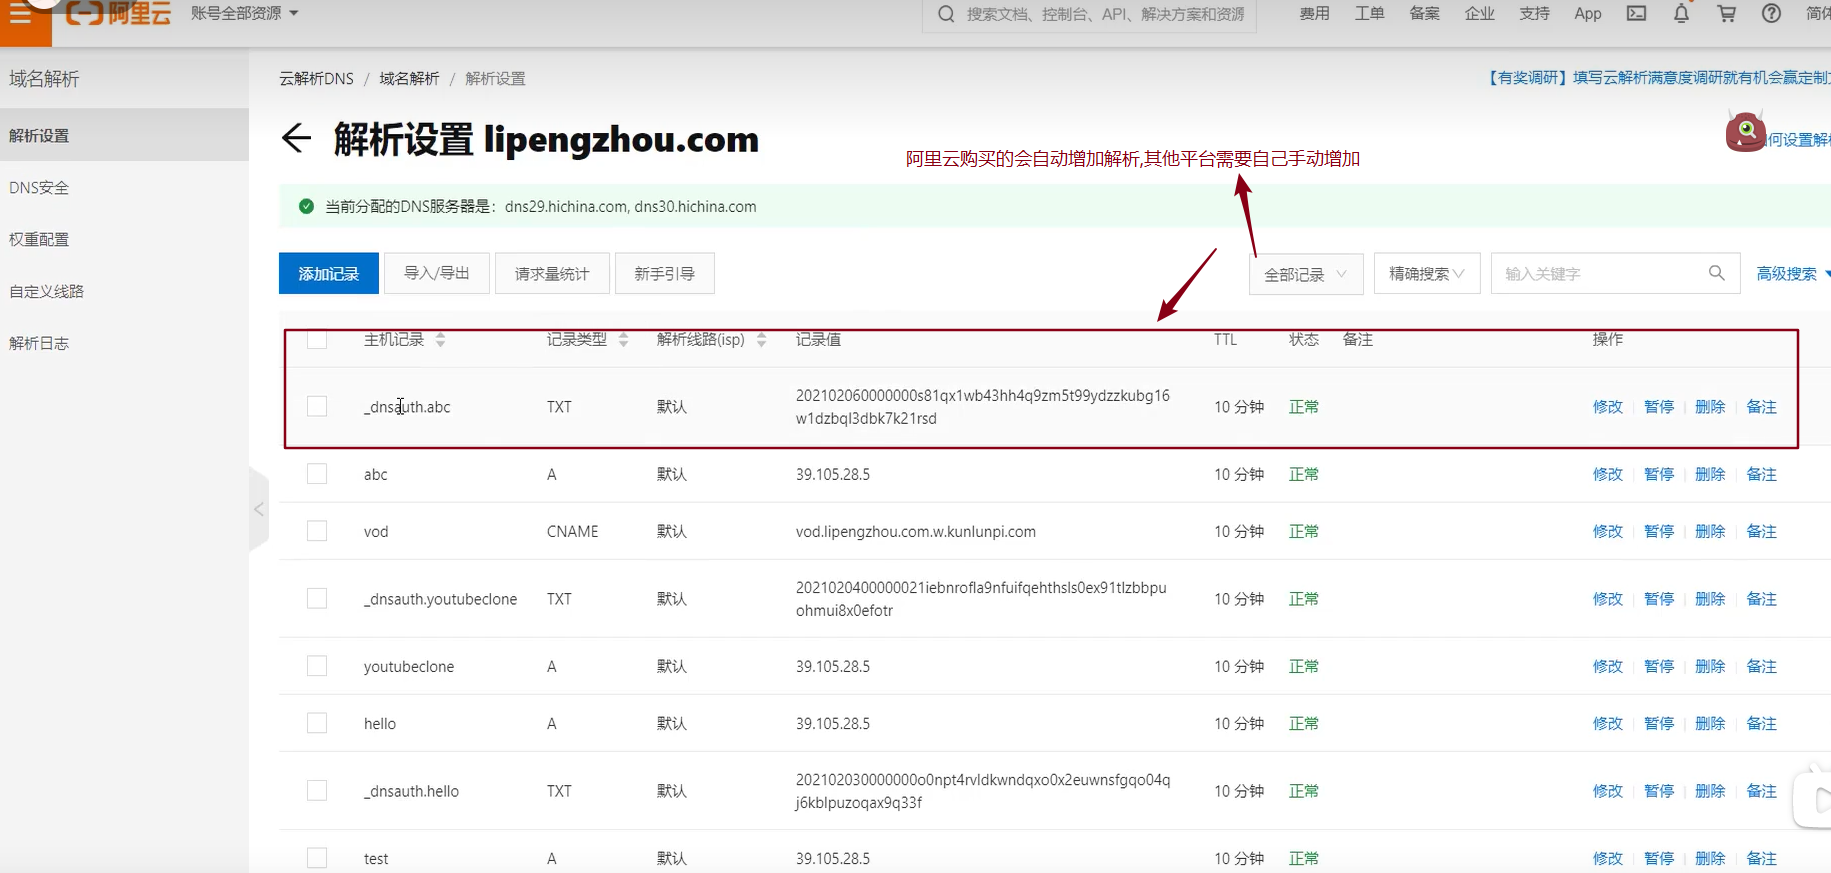 阿里云 账号全部资源 搜索文档、控制台、API、解决方案和资源 费用 工单 备案 企业 支持 App 简体
域名解析
解析设置
DNS安全
权重配置
自定义线路
解析日志
云解析DNS / 域名解析 / 解析设置
【有奖调研】填写云解析满意度调研就有机会赢定制
解析设置 lipengzhou.com
何设置解析
阿里云购买的会自动增加解析,其他平台需要自己手动增加
当前分配的DNS服务器是: dns29.hichina.com, dns30.hichina.com
添加记录 导入/导出 请求量统计 新手引导 全部记录 精确搜索 输入关键字 高级搜索
主机记录 记录类型 解析线路(isp) 记录值 TTL 状态 备注 操作
_dnsauth.abc TXT 默认 202102060000000s81qx1wb43hh4q9zm5t99ydzzkubg16 10 分钟 正常 修改 暂停 删除 备注
w1dzbql3dbk7k21rsd
abc A 默认 39.105.28.5 10 分钟 正常 修改 暂停 删除 备注
vod CNAME 默认 vod.lipengzhou.com.w.kunlunpi.com 10 分钟 正常 修改 暂停 删除 备注
_dnsauth.youtubeclone TXT 默认 2021020400000021iebnrofla9nfuifqehthsls0ex91tlzbbpu 10 分钟 正常 修改 暂停 删除 备注
ohmui8x0efotr
youtubeclone A 默认 39.105.28.5 10 分钟 正常 修改 暂停 删除 备注
hello A 默认 39.105.28.5 10 分钟 正常 修改 暂停 删除 备注
_dnsauth.hello TXT 默认 202102030000000o0npt4rvldkwndqxo0x2euwnsfgqo04q 10 分钟 正常 修改 暂停 删除 备注
j6kblpuzoqax9q33f
test A 默认 39.105.28.5 10 分钟 正常 修改 暂停 删除 备注